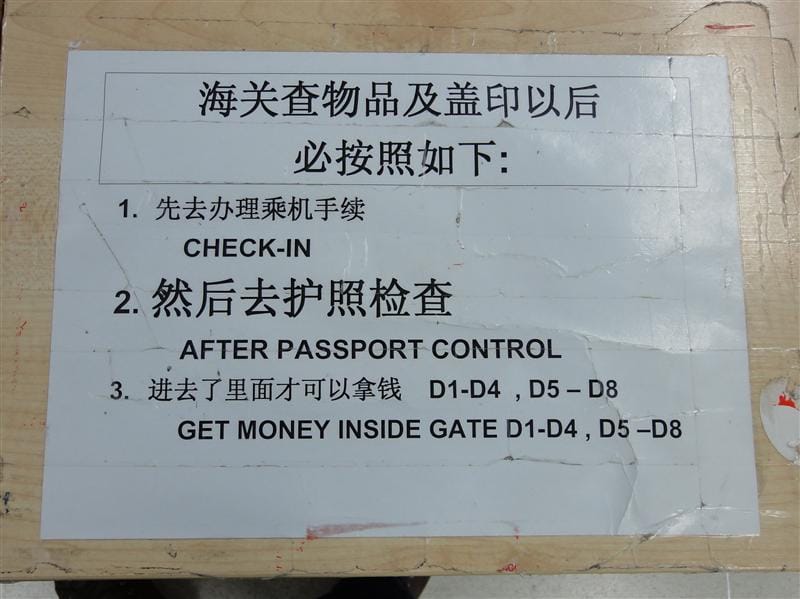 海关查物品及盖印以后
必按照如下:
1. 先去办理乘机手续
CHECK-IN
2. 然后去护照检查
AFTER PASSPORT CONTROL
3. 进去了里面才可以拿钱 D1-D4 , D5 – D8
GET MONEY INSIDE GATE D1-D4 , D5 –D8